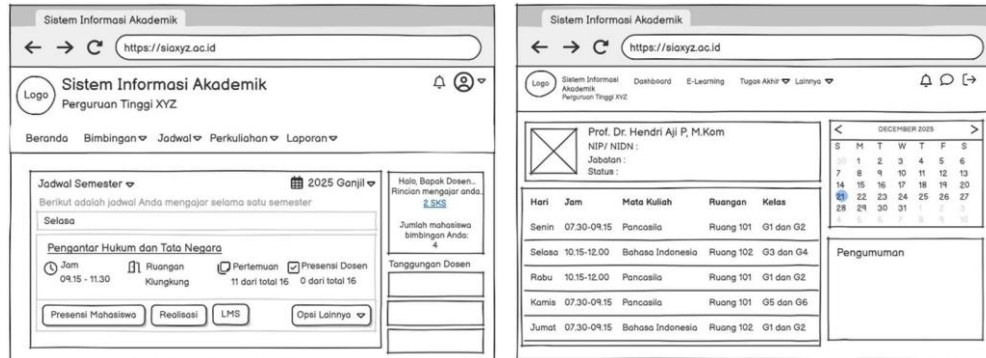 Sistem Informasi Akademik
https://siaxyz.ac.id
Logo
Sistem Informasi Akademik
Perguruan Tinggi XYZ
Beranda Bimbingan Jadwal Perkuliahan Laporan
Jadwal Semester 2025 Ganjil
Berikut adalah jadwal Anda mengajar selama satu semester
Selasa
Pengantar Hukum dan Tata Negara
Jam Ruangan Pertemuan Presensi Dosen
09.15 - 11.30 Klungkung 11 dari total 16 0 dari total 16
Presensi Mahasiswa Realisasi LMS Opsi Lainnya
Halo, Bapak Dosen...
Rincian mengajar anda..
2 SKS
Jumlah mahasiswa
bimbingan Anda:
4
Tanggungan Dosen
Sistem Informasi Akademik
https://siaxyz.ac.id
Logo
Sistem Informasi
Akademik
Perguruan Tinggi XYZ
Dashboard E-Learning Tugas Akhir Lainnya
Prof. Dr. Hendri Aji P, M.Kom
NIP/ NIDN :
Jabatan :
Status :
Hari Jam Mata Kuliah Ruangan Kelas
Senin 07.30-09.15 Pancasila Ruang 101 G1 dan G2
Selasa 10.15-12.00 Bahasa Indonesia Ruang 102 G3 dan G4
Rabu 10.15-12.00 Pancasila Ruang 101 G1 dan G2
Kamis 07.30-09.15 Pancasila Ruang 101 G5 dan G6
Jumat 07.30-09.15 Bahasa Indonesia Ruang 102 G1 dan G2
< DECEMBER 2025 >
S M T W T F S
30 1 2 3 4 5 6
7 8 9 10 11 12 13
14 15 16 17 18 19 20
21 22 23 24 25 26 27
28 29 30 31 1 2 3
4 5 6 7 8 9 10
Pengumuman